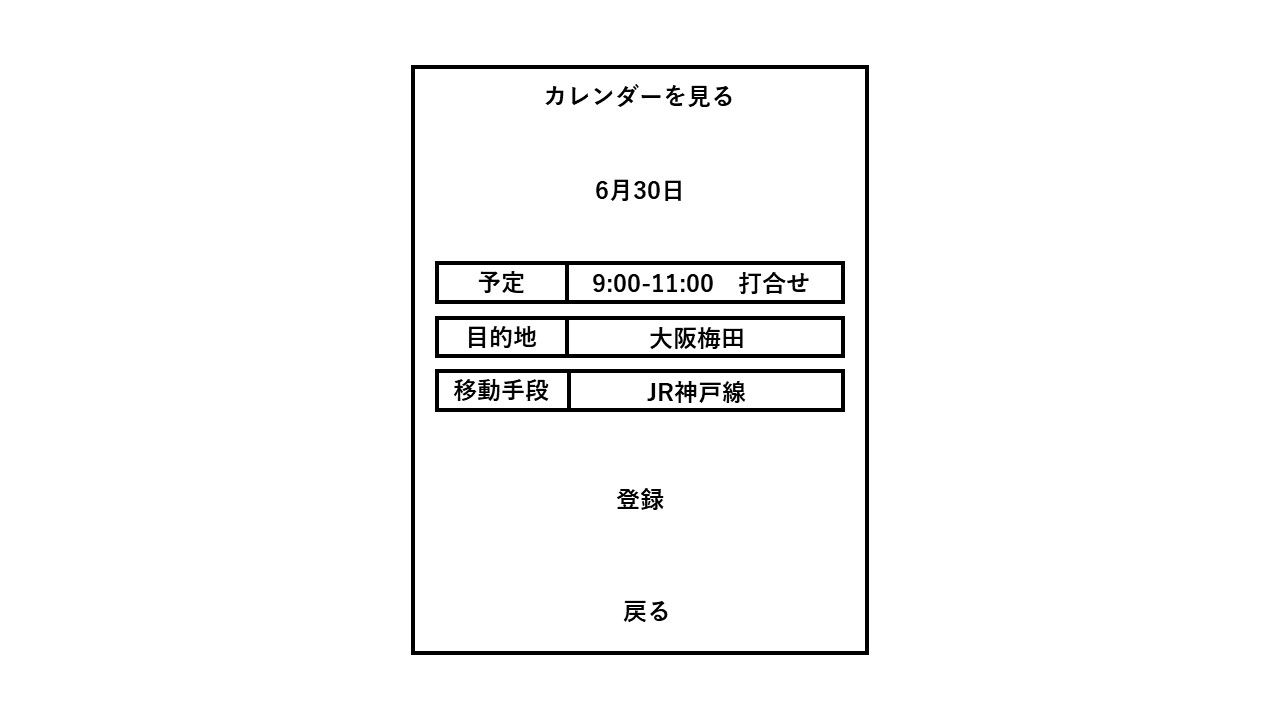 カレンダーを見る
6月30日
予定 9:00-11:00　打合せ
目的地 大阪梅田
移動手段 JR神戸線
登録
戻る